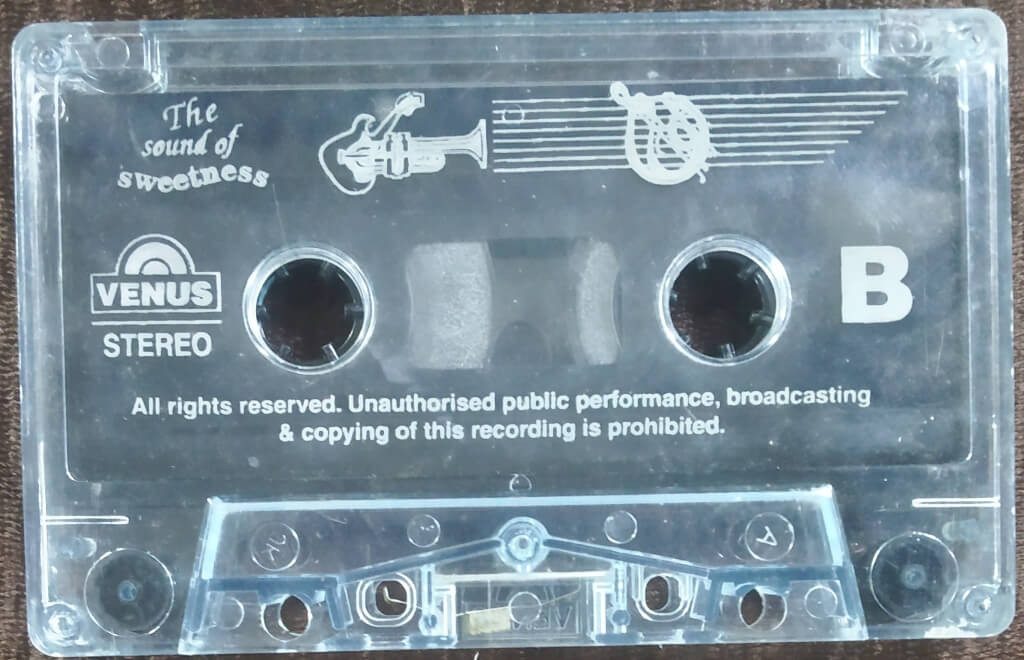 The
sound of
sweetness
VENUS
STEREO
B
All rights reserved. Unauthorised public performance, broadcasting
& copying of this recording is prohibited.